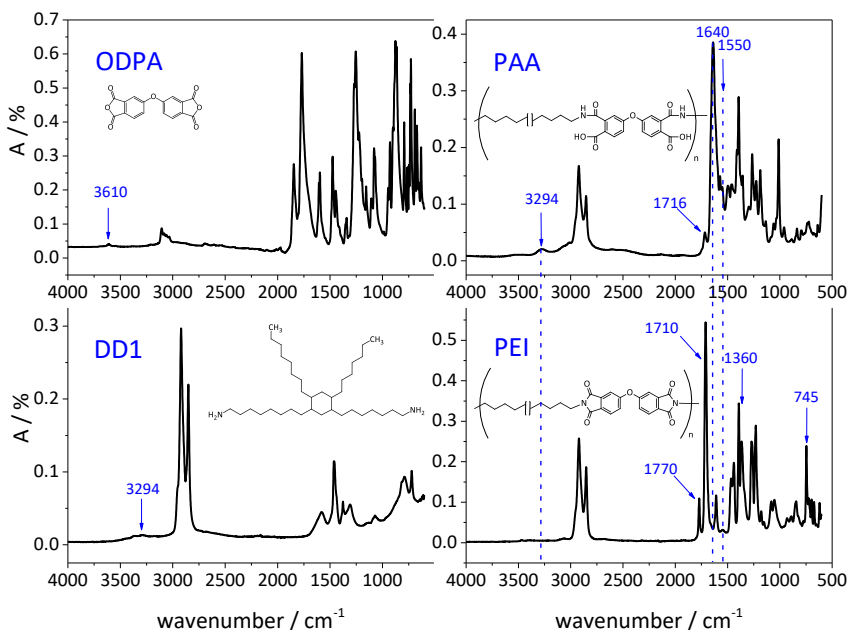 ODPA
3610
0.7
0.6
0.5
0.4
0.3
0.2
0.1
0.0
A / %
4000 3500 3000 2500 2000 1500 1000
O O O
O O
O O
PAA
1640
1550
3294
1716
0.4
0.3
0.2
0.1
0.0
4000 3500 3000 2500 2000 1500 1000 500
O O
NH O NH
HO OH
O O
n
DD1
3294
0.3
0.2
0.1
0.0
A / %
4000 3500 3000 2500 2000 1500 1000
wavenumber / cm⁻¹
CH₃
CH₃
H₂N NH₂
PEI
1710
1360
745
1770
0.5
0.4
0.3
0.2
0.1
0.0
4000 3500 3000 2500 2000 1500 1000 500
wavenumber / cm⁻¹
O O O
N N
O O
n